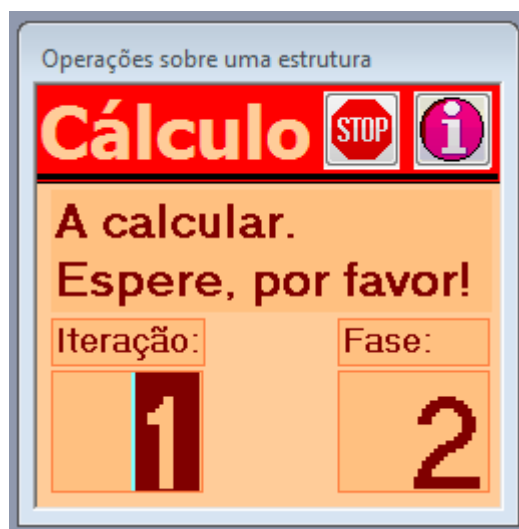 Operações sobre uma estrutura
Cálculo STOP i
A calcular.
Espere, por favor!
Iteração: Fase:
1 2